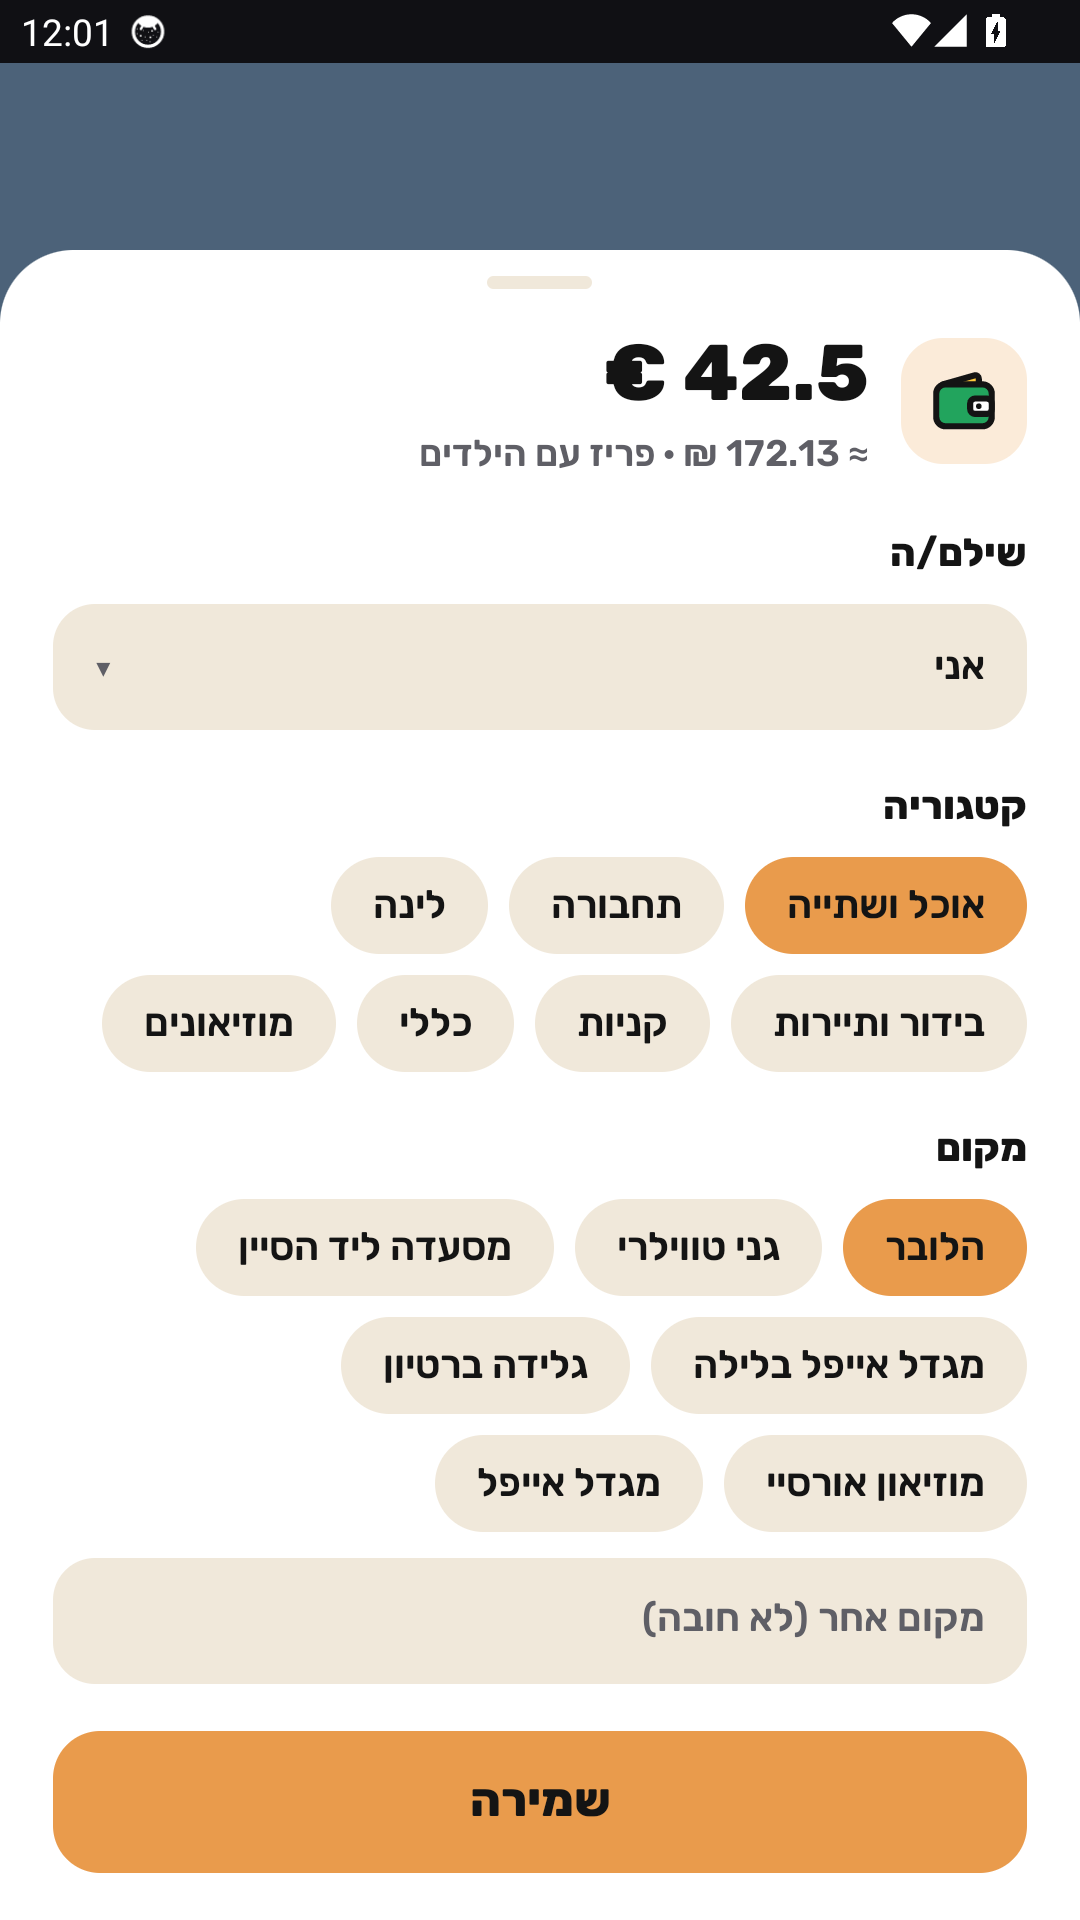 12:01
42.5 €
≈ 172.13 ₪ • פריז עם הילדים
שילם/ה
אני ▼
קטגוריה
אוכל ושתייה תחבורה לינה
בידור ותיירות קניות כללי מוזיאונים
מקום
הלובר גני טווילרי מסעדה ליד הסיין
מגדל אייפל בלילה גלידה ברטיון
מוזיאון אורסיי מגדל אייפל
מקום אחר (לא חובה)
שמירה